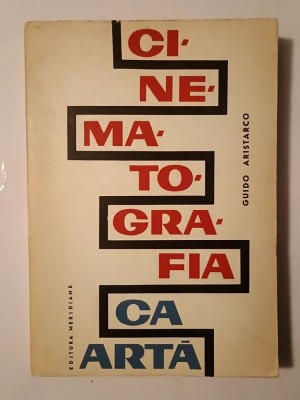 CI-
NE-
MA-
TO-
GRA-
FIA
CA
ARTĂ
GUIDO ARISTARCO
EDITURA MERIDIANE